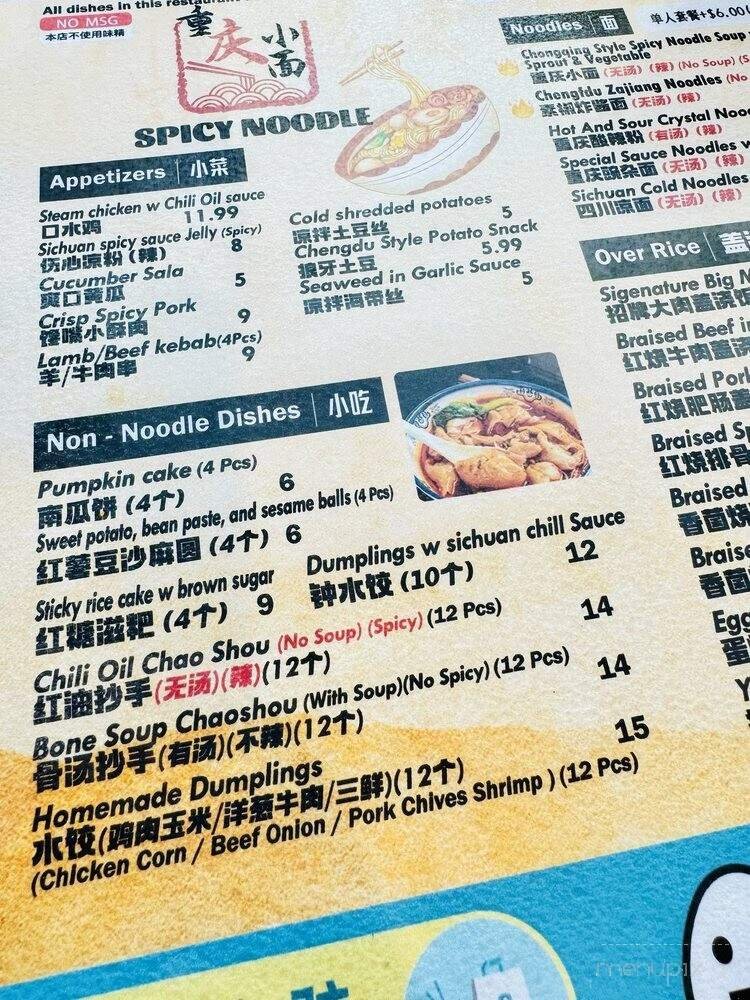 All dishes in this restaurant
NO MSG
本店不使用味精
重庆小面
SPICY NOODLE
Appetizers | 小菜
Steam chicken w Chili Oil sauce
口水鸡 11.99
Sichuan spicy sauce Jelly (Spicy)
伤心凉粉 (辣) 8
Cucumber Sala
爽口黄瓜 5
Crisp Spicy Pork
馋嘴小酥肉 9
Lamb/Beef kebab(4Pcs)
羊/牛肉串 9
Cold shredded potatoes
凉拌土豆丝 5
Chengdu Style Potato Snack
狼牙土豆 5.99
Seaweed in Garlic Sauce
凉拌海带丝 5
Non - Noodle Dishes | 小吃
Pumpkin cake (4 Pcs)
南瓜饼 (4个) 6
Sweet potato, bean paste, and sesame balls (4 Pcs)
红薯豆沙麻圆 (4个) 6
Sticky rice cake w brown sugar
红糖滋粑 (4个) 9
Dumplings w sichuan chill Sauce
钟水饺 (10个) 12
Chili Oil Chao Shou (No Soup) (Spicy) (12 Pcs) 14
红油抄手(无汤)(辣)(12个)
Bone Soup Chaoshou (With Soup)(No Spicy) (12 Pcs) 14
骨汤抄手(有汤)(不辣)(12个)
Homemade Dumplings 15
水饺(鸡肉玉米/洋葱牛肉/三鲜)(12个)
(Chicken Corn / Beef Onion / Pork Chives Shrimp ) (12 Pcs)
Noodles | 面
单人套餐+$6.00
Chongqing Style Spicy Noodle Soup
Sprout & Vegetable
重庆小面 (无汤) (辣) (No Soup)
Chengtdu Zajiang Noodles (No
素椒炸酱面 (无汤) (辣)
Hot And Sour Crystal Nood
重庆酸辣粉 (有汤) (辣)
Special Sauce Noodles w
重庆豌杂面 (无汤) (辣)
Sichuan Cold Noodles
四川凉面 (无汤) (辣)
Over Rice | 盖
Sigenature Big M
招牌大肉盖浇饭
Braised Beef i
红烧牛肉盖浇
Braised Pork
红烧肥肠盖
Braised Sp
红烧排骨
Braised
香菌烧
Braise
香菌
Egg
蛋
Y
menupix